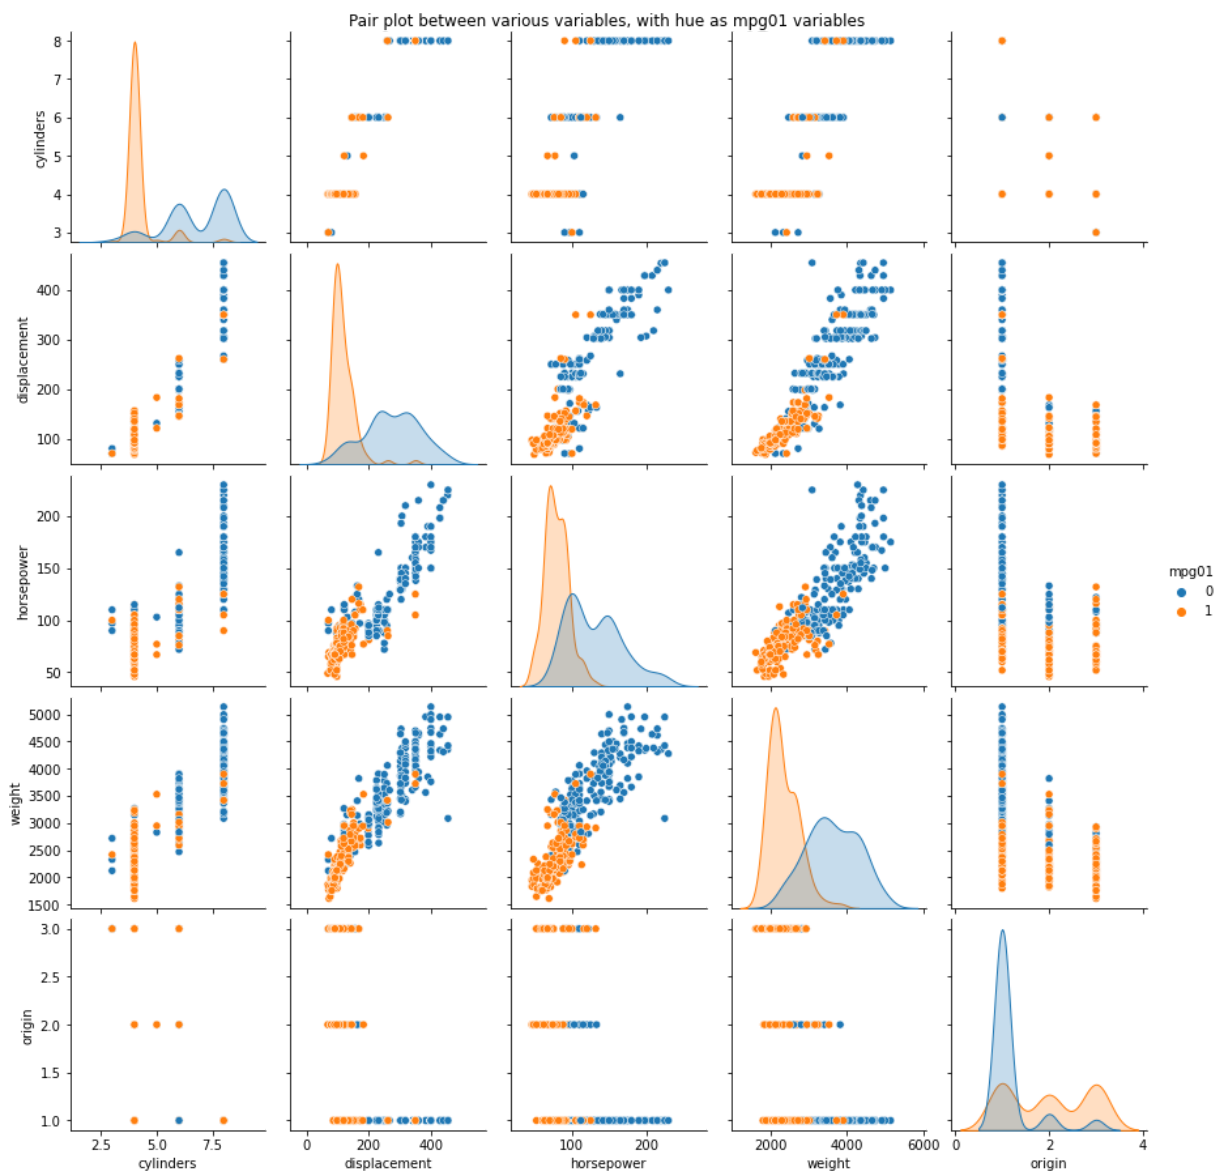 Pair plot between various variables, with hue as mpg01 variables
8
7
6
5
4
3
cylinders
400
300
200
100
displacement
200
150
100
50
horsepower
mpg01
0
1
5000
4500
4000
3500
3000
2500
2000
1500
weight
3.0
2.5
2.0
1.5
1.0
origin
2.5 5.0 7.5
0 200 400
100 200
2000 4000 6000
0 2 4
cylinders
displacement
horsepower
weight
origin